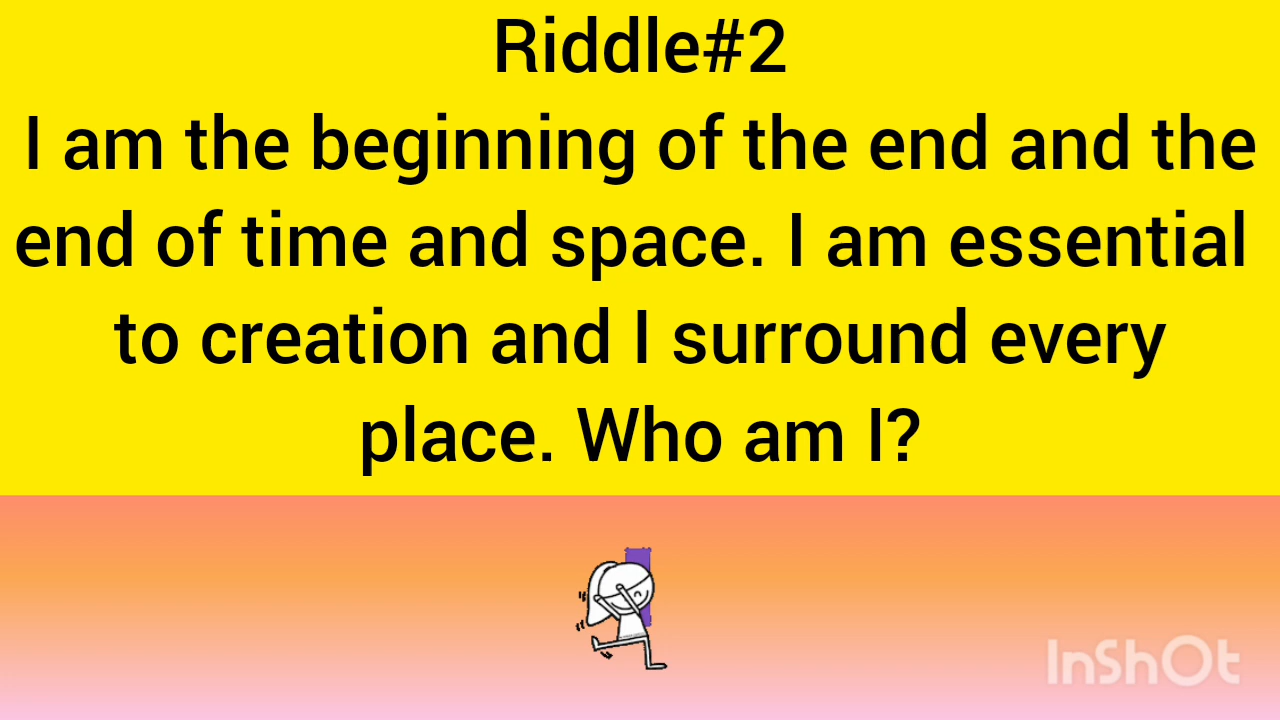 Riddle#2
I am the beginning of the end and the
end of time and space. I am essential
to creation and I surround every
place. Who am I?
InShOt